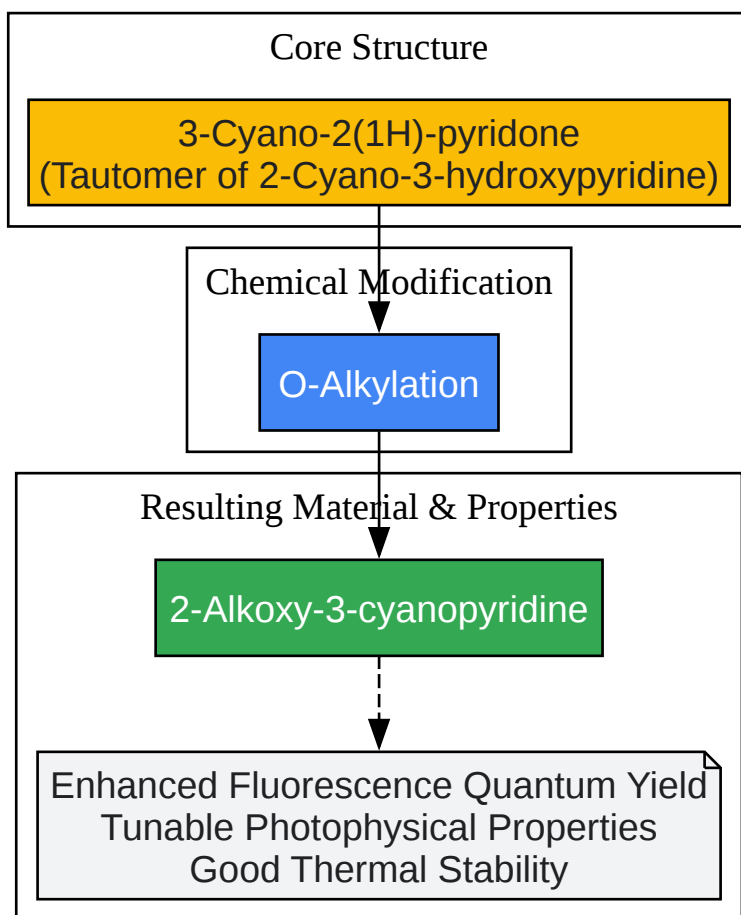 Core Structure
3-Cyano-2(1H)-pyridone
(Tautomer of 2-Cyano-3-hydroxypyridine)
Chemical Modification
O-Alkylation
Resulting Material & Properties
2-Alkoxy-3-cyanopyridine
Enhanced Fluorescence Quantum Yield
Tunable Photophysical Properties
Good Thermal Stability